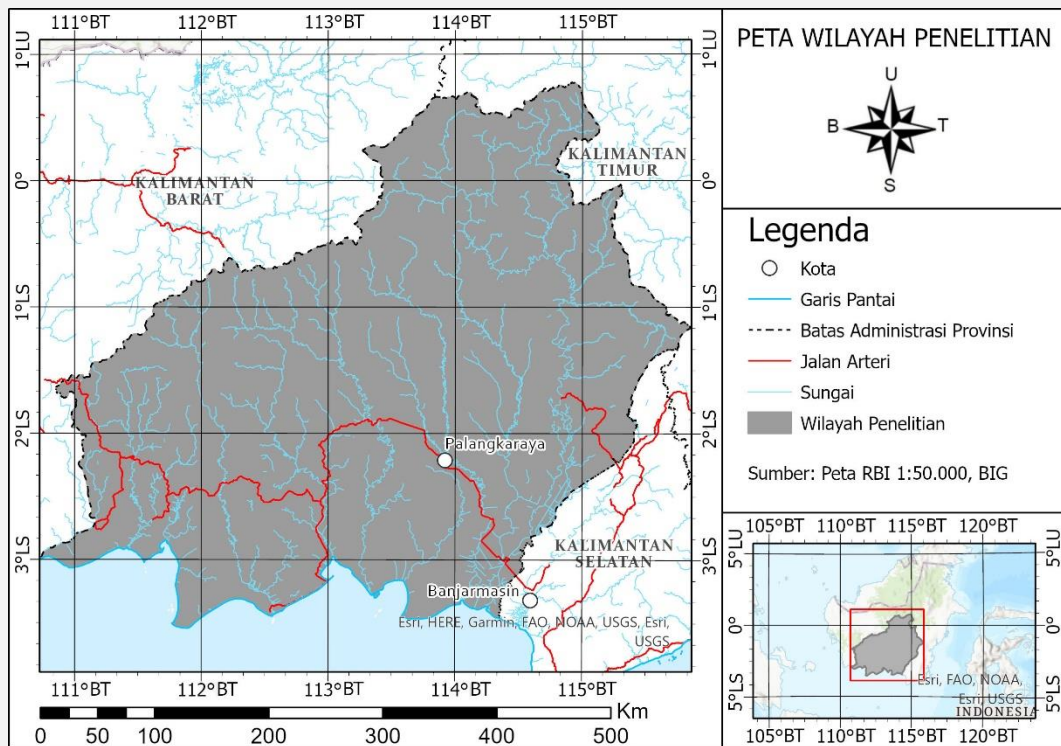 111°BT 112°BT 113°BT 114°BT 115°BT
1°LU 1°LU
KALIMANTAN
TIMUR
KALIMANTAN
BARAT
0° 0°
1°LS 1°LS
2°LS 2°LS
Palangkaraya
3°LS 3°LS
KALIMANTAN
SELATAN
Banjarmasin
Esri, HERE, Garmin, FAO, NOAA, USGS, Esri,
USGS
111°BT 112°BT 113°BT 114°BT 115°BT
Km
0 50 100 200 300 400 500
PETA WILAYAH PENELITIAN
U
B T
S
Legenda
Kota
Garis Pantai
Batas Administrasi Provinsi
Jalan Arteri
Sungai
Wilayah Penelitian
Sumber: Peta RBI 1:50.000, BIG
105°BT 110°BT 115°BT 120°BT
5°LU 5°LU
0° 0°
5°LS 5°LS
Esri, FAO, NOAA,
Esri, USGS
INDONESIA
105°BT 110°BT 115°BT 120°BT